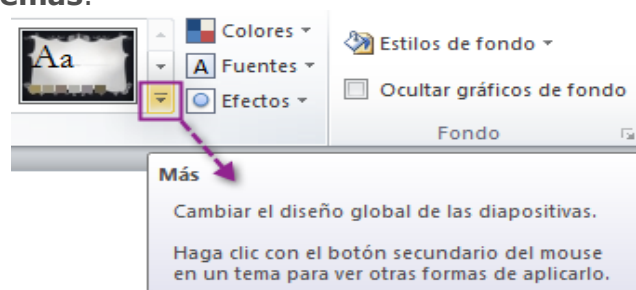 emas.
Aa
Colores
Fuentes
Efectos
Estilos de fondo
Ocultar gráficos de fondo
Fondo
Más
Cambiar el diseño global de las diapositivas.
Haga clic con el botón secundario del mouse
en un tema para ver otras formas de aplicarlo.